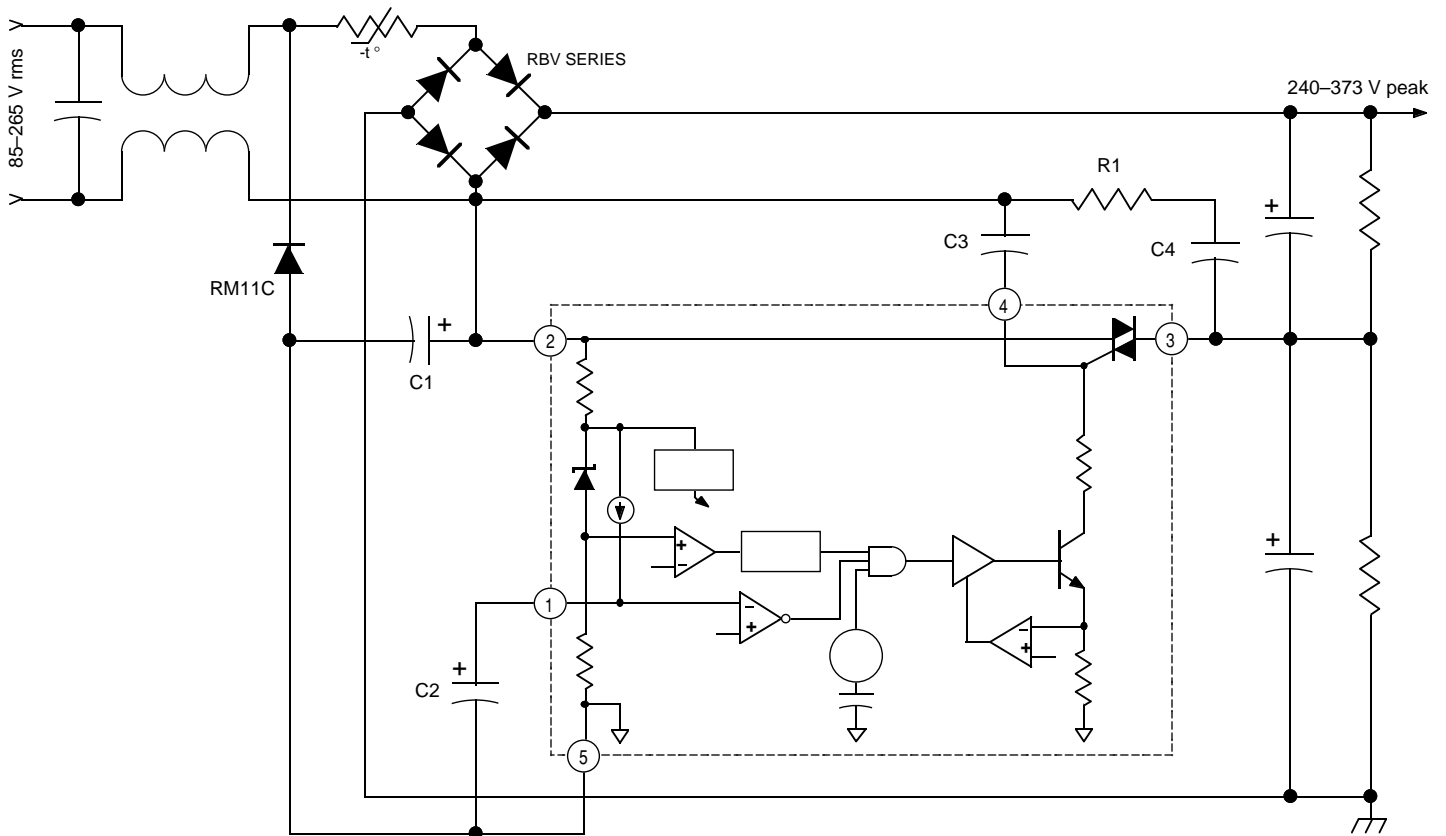 85–265 V rms
-t °
RBV SERIES
240–373 V peak
R1
C3
C4
RM11C
+
C1
+
+
C2
+
2
4
3
1
5
+
–
–
+
–
+